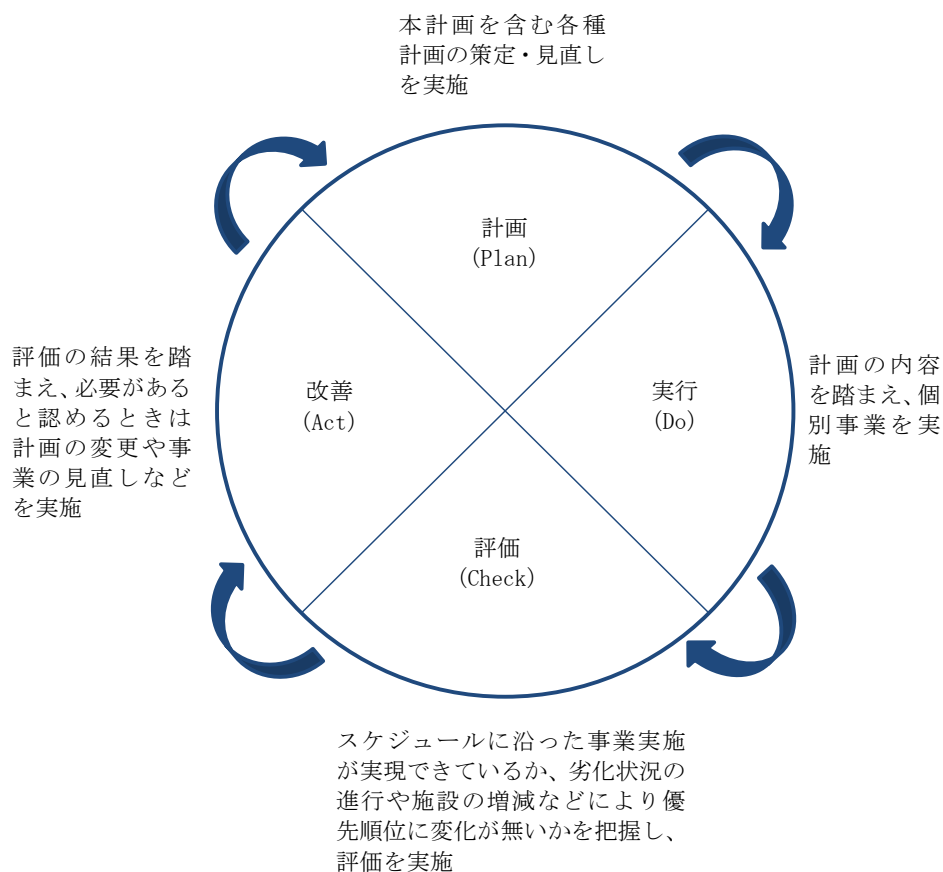 本計画を含む各種
計画の策定・見直し
を実施
計画
(Plan)
評価の結果を踏
まえ、必要がある
と認めるときは
計画の変更や事
業の見直しなど
を実施
改善
(Act)
実行
(Do)
計画の内容
を踏まえ、個
別事業を実
施
評価
(Check)
スケジュールに沿った事業実施
が実現できているか、劣化状況の
進行や施設の増減などにより優
先順位に変化が無いかを把握し、
評価を実施